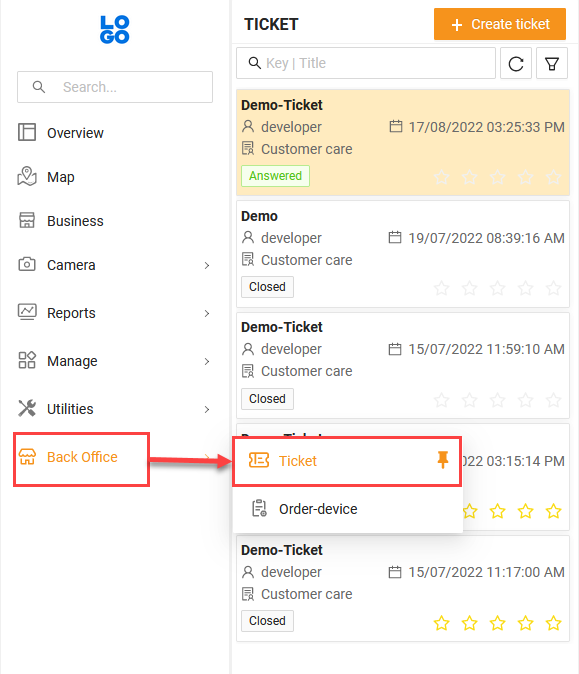 LO
GO
Search...
Overview
Map
Business
Camera
Reports
Manage
Utilities
Back Office
TICKET
+ Create ticket
Key | Title
Demo-Ticket
developer 17/08/2022 03:25:33 PM
Customer care
Answered
Demo
developer 19/07/2022 08:39:16 AM
Customer care
Closed
Demo-Ticket
developer 15/07/2022 11:59:10 AM
Customer care
Closed
Ticket
2022 03:15:14 PM
Order-device
Demo-Ticket
developer 15/07/2022 11:17:00 AM
Customer care
Closed